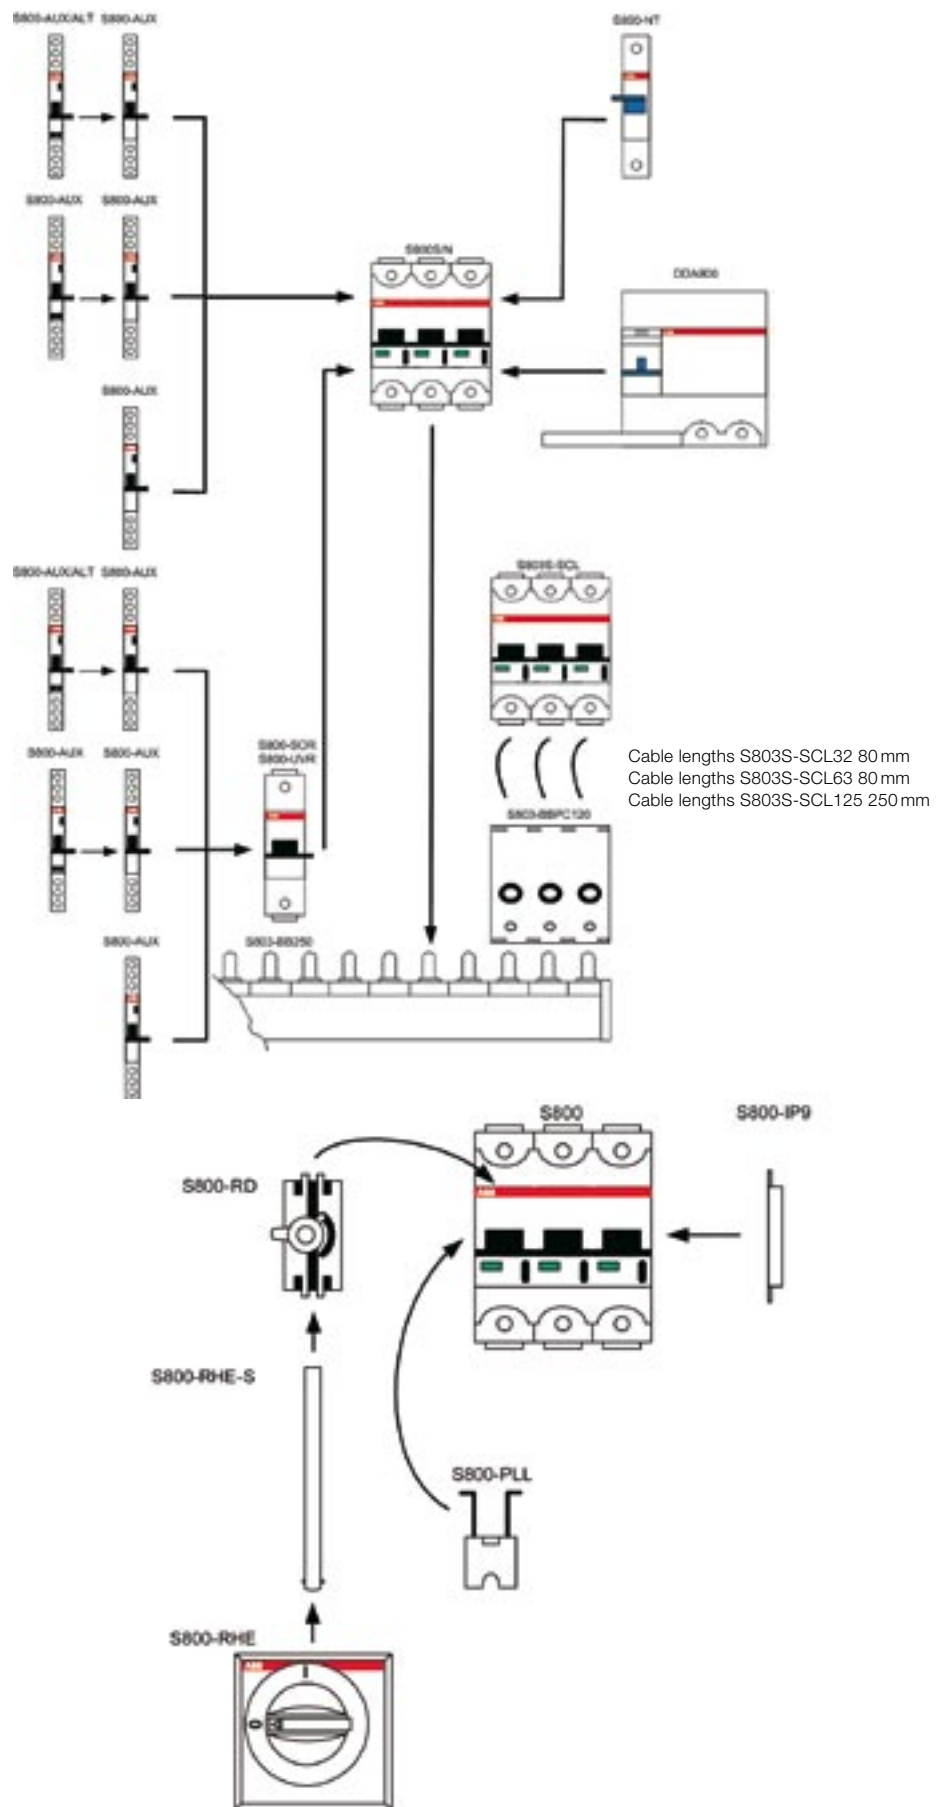 S800-AUX/ALT S800-AUX
S800-NT
S800-AUX S800-AUX
S800S/N
DDA800
S800-AUX
S803S-SCL
S800-AUX/ALT S800-AUX
S800-SOR
S800-UVR
Cable lengths S803S-SCL32 80 mm
Cable lengths S803S-SCL63 80 mm
Cable lengths S803S-SCL125 250 mm
S800-AUX S800-AUX
S803-BBPC120
S800-AUX
S803-BB250
S800
S800-IP9
ABB
S800-RD
S800-RHE-S
S800-PLL
S800-RHE
ABB
I
0